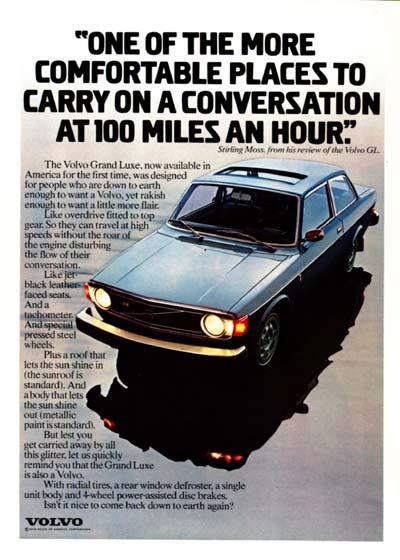 "ONE OF THE MORE
COMFORTABLE PLACES TO
CARRY ON A CONVERSATION
AT 100 MILES AN HOUR."
Stirling Moss, from his review of the Volvo GL.
The Volvo Grand Luxe, now available in
America for the first time, was designed
for people who are down to earth
enough to want a Volvo, yet rakish
enough to want a little more flair.
Like overdrive fitted to top
gear. So they can travel at high
speeds without the roar of
the engine disturbing
the flow of their
conversation.
Like jet-
black leather-
faced seats.
And a
tachometer.
And special
pressed steel
wheels.
Plus a roof that
lets the sun shine in
(the sunroof is
standard). And
a body that lets
the sun shine
out (metallic
paint is standard).
But lest you
get carried away by all
this glitter, let us quickly
remind you that the Grand Luxe
is also a Volvo.
With radial tires, a rear window defroster, a single
unit body and 4-wheel power-assisted disc brakes.
Isn't it nice to come back down to earth again?
VOLVO